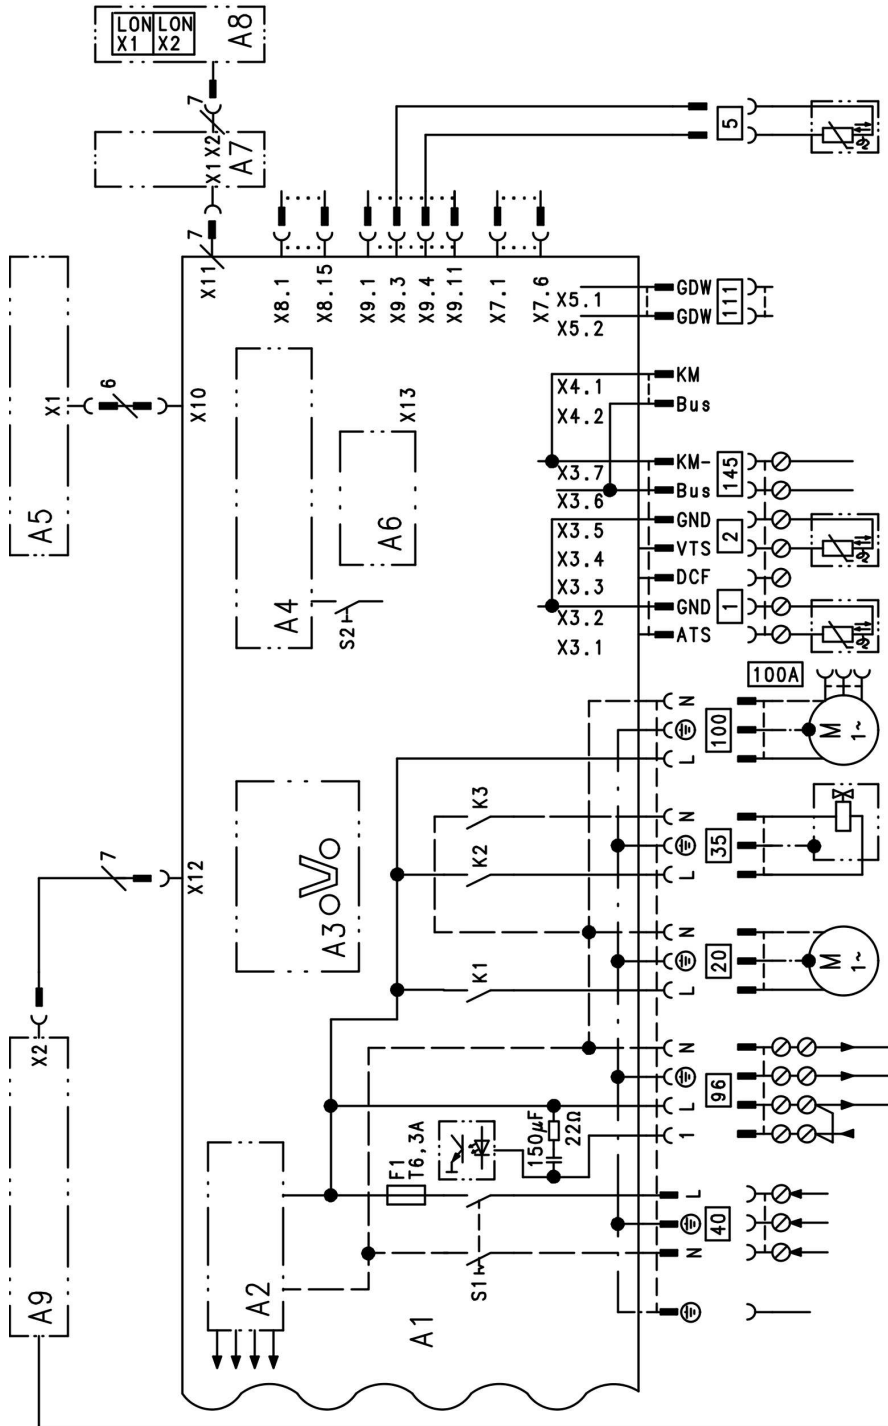 LON LON
X1 X2
A8
7
X1 X2
A7
7
X11
X8.1
X8.15
X9.1
X9.3
X9.4
X9.11
X7.1
X7.6
5
ϑ
A5
X1
6
X10
A4
S2
A6
X13
X5.1
GDW
X5.2
GDW
111
X4.1
KM
X4.2
Bus
X3.7
KM-
X3.6
Bus
145
X3.5
GND
X3.4
VTS
2
ϑ
X3.3
DCF
X3.2
GND
X3.1
ATS
1
ϑ
100A
N
L
100
M
1~
K3
N
K2
L
35
7
X12
A3
N
K1
L
20
M
1~
A9
X2
N
L
1
96
F1
T6,3A
150µF
22Ω
L
N
40
S1
A2
A1